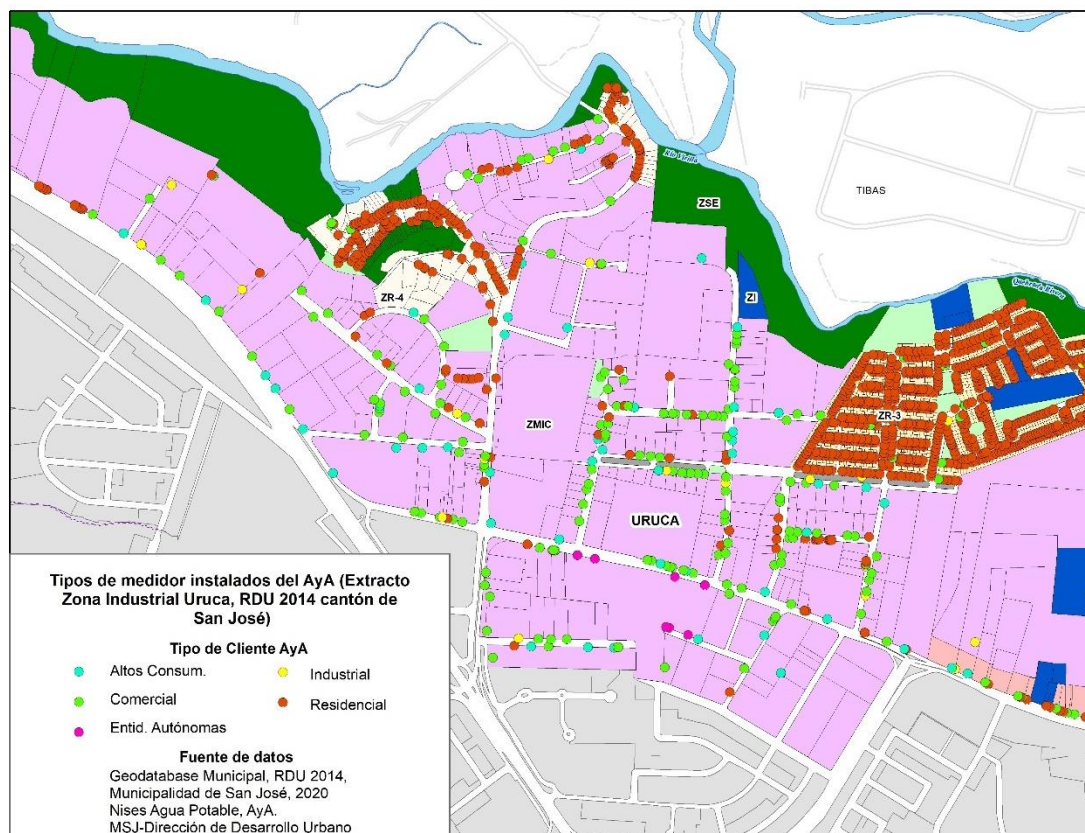 Río Virilla
TIBAS
ZSE
ZI
ZR-4
ZR-3
ZMIC
URUCA
Tipos de medidor instalados del AyA (Extracto
Zona Industrial Uruca, RDU 2014 cantón de
San José)
Tipo de Cliente AyA
Altos Consum.
Industrial
Comercial
Residencial
Entid. Autónomas
Fuente de datos
Geodatabase Municipal, RDU 2014,
Municipalidad de San José, 2020
Nises Agua Potable, AyA.
MSJ-Dirección de Desarrollo Urbano